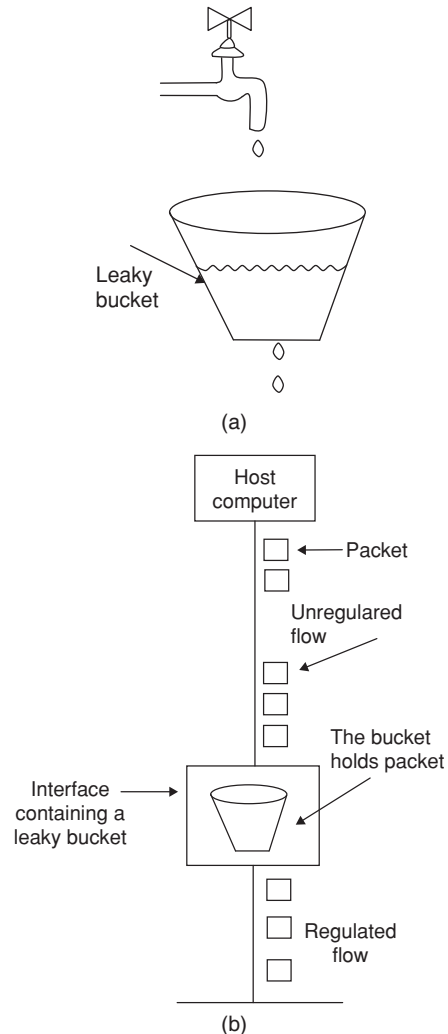 Leaky
bucket
(a)
Host
computer
Packet
Unregulared
flow
The bucket
holds packet
Interface
containing a
leaky bucket
Regulated
flow
(b)